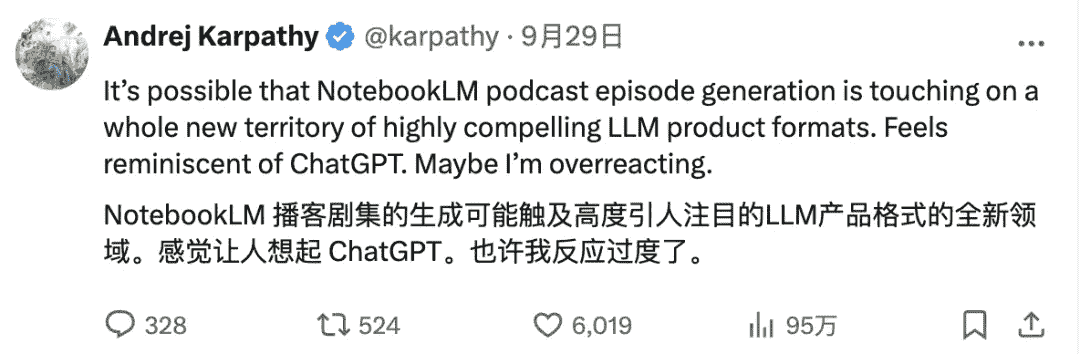 Andrej Karpathy @karpathy · 9月29日
It’s possible that NotebookLM podcast episode generation is touching on a
whole new territory of highly compelling LLM product formats. Feels
reminiscent of ChatGPT. Maybe I’m overreacting.
NotebookLM 播客剧集的生成可能触及高度引人注目的LLM产品格式的全新领
域。感觉让人想起 ChatGPT。也许我反应过度了。
328 524 6,019 95万